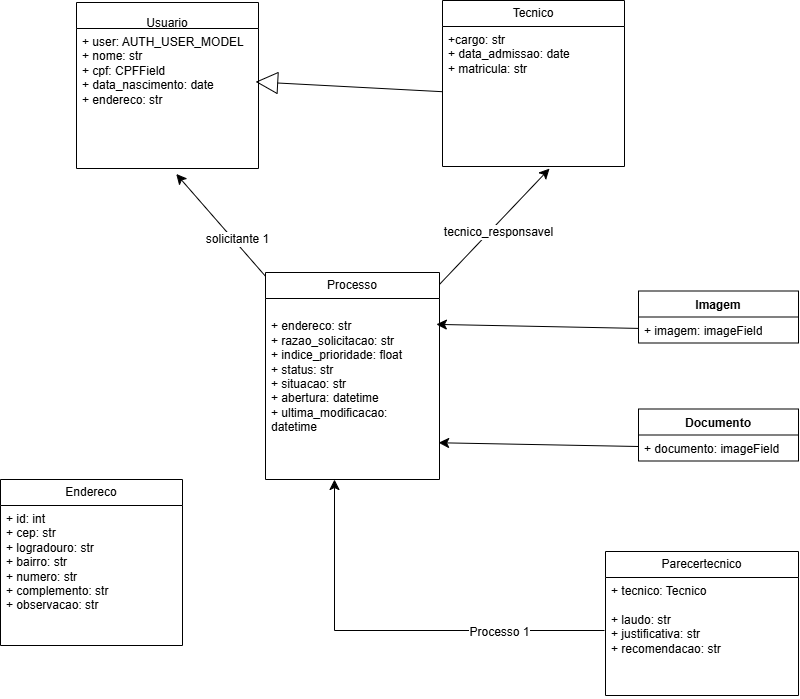 Usuario
+ user: AUTH_USER_MODEL
+ nome: str
+ cpf: CPFField
+ data_nascimento: date
+ endereco: str
Tecnico
+cargo: str
+ data_admissao: date
+ matricula: str
solicitante 1
tecnico_responsavel
Processo
+ endereco: str
+ razao_solicitacao: str
+ indice_prioridade: float
+ status: str
+ situacao: str
+ abertura: datetime
+ ultima_modificacao:
datetime
Imagem
+ imagem: imageField
Documento
+ documento: imageField
Endereco
+ id: int
+ cep: str
+ logradouro: str
+ bairro: str
+ numero: str
+ complemento: str
+ observacao: str
Processo 1
Parecertecnico
+ tecnico: Tecnico
+ laudo: str
+ justificativa: str
+ recomendacao: str